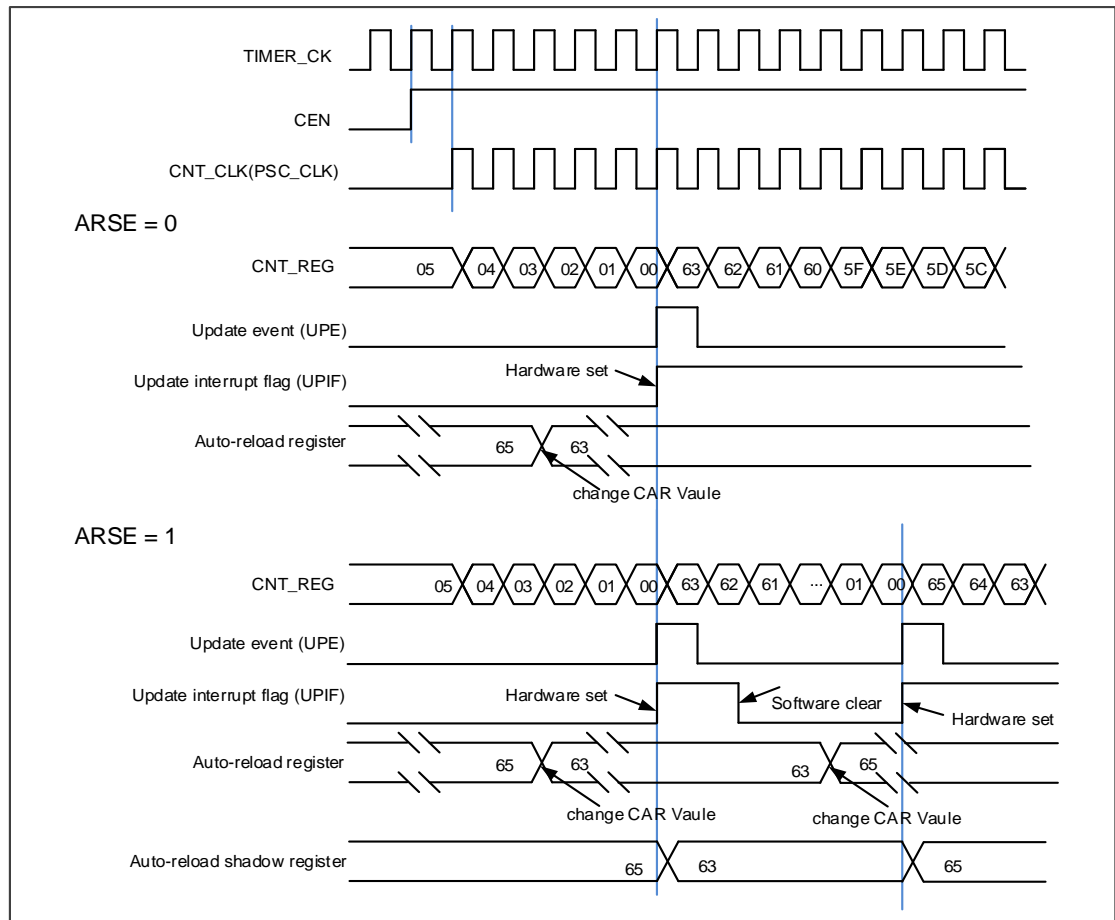 TIMER_CK
CEN
CNT_CLK(PSC_CLK)
ARSE = 0
CNT_REG 05 04 03 02 01 00 63 62 61 60 5F 5E 5D 5C
Update event (UPE)
Hardware set
Update interrupt flag (UPIF)
Auto-reload register 65 63
change CAR Vaule
ARSE = 1
CNT_REG 05 04 03 02 01 00 63 62 61 ... 01 00 65 64 63
Update event (UPE)
Update interrupt flag (UPIF) Hardware set Software clear Hardware set
Auto-reload register 65 63 63 65
change CAR Vaule change CAR Vaule
Auto-reload shadow register 65 63 65